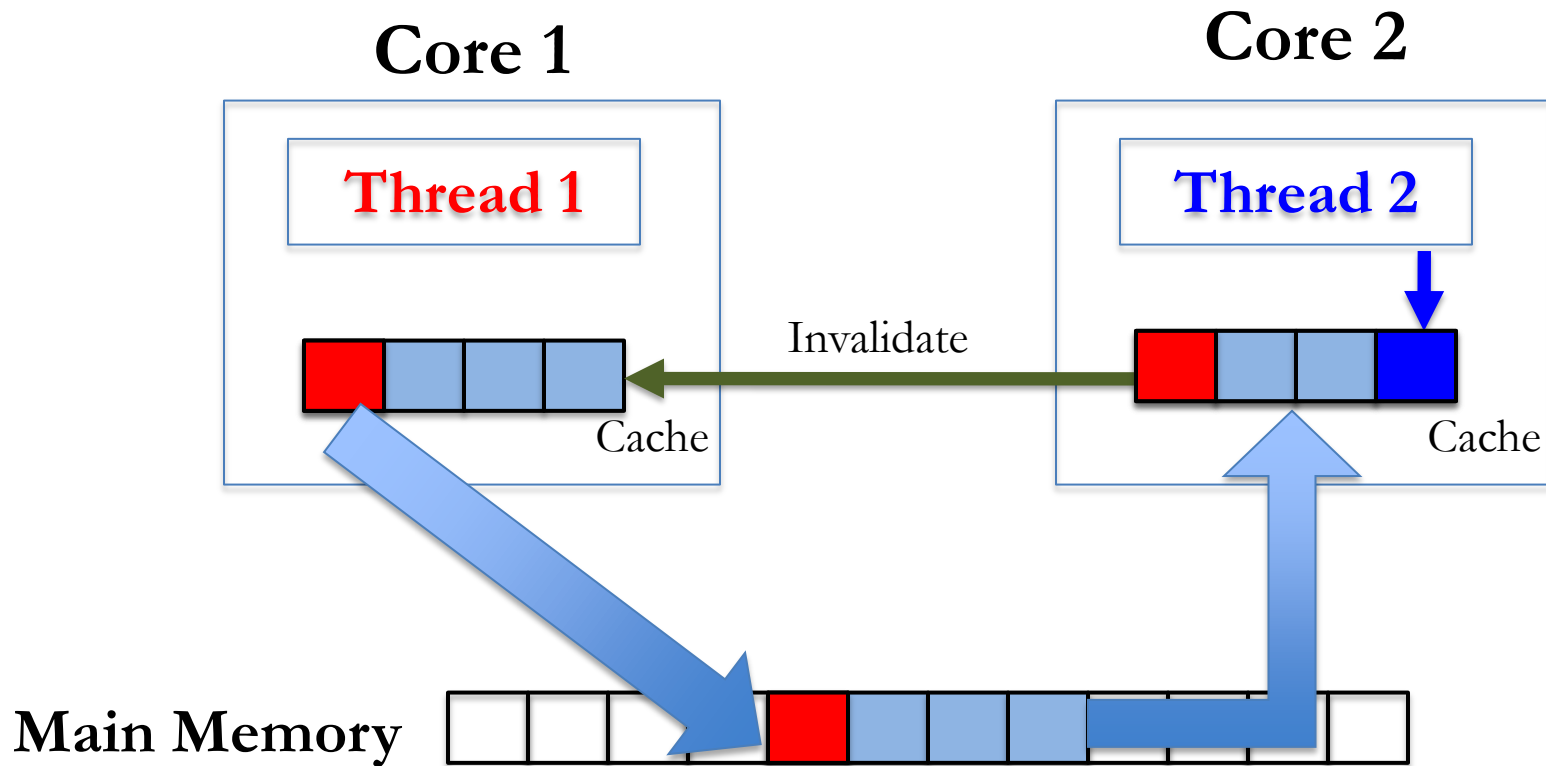 Core 1
Core 2
Thread 1
Thread 2
Invalidate
Cache
Cache
Main Memory